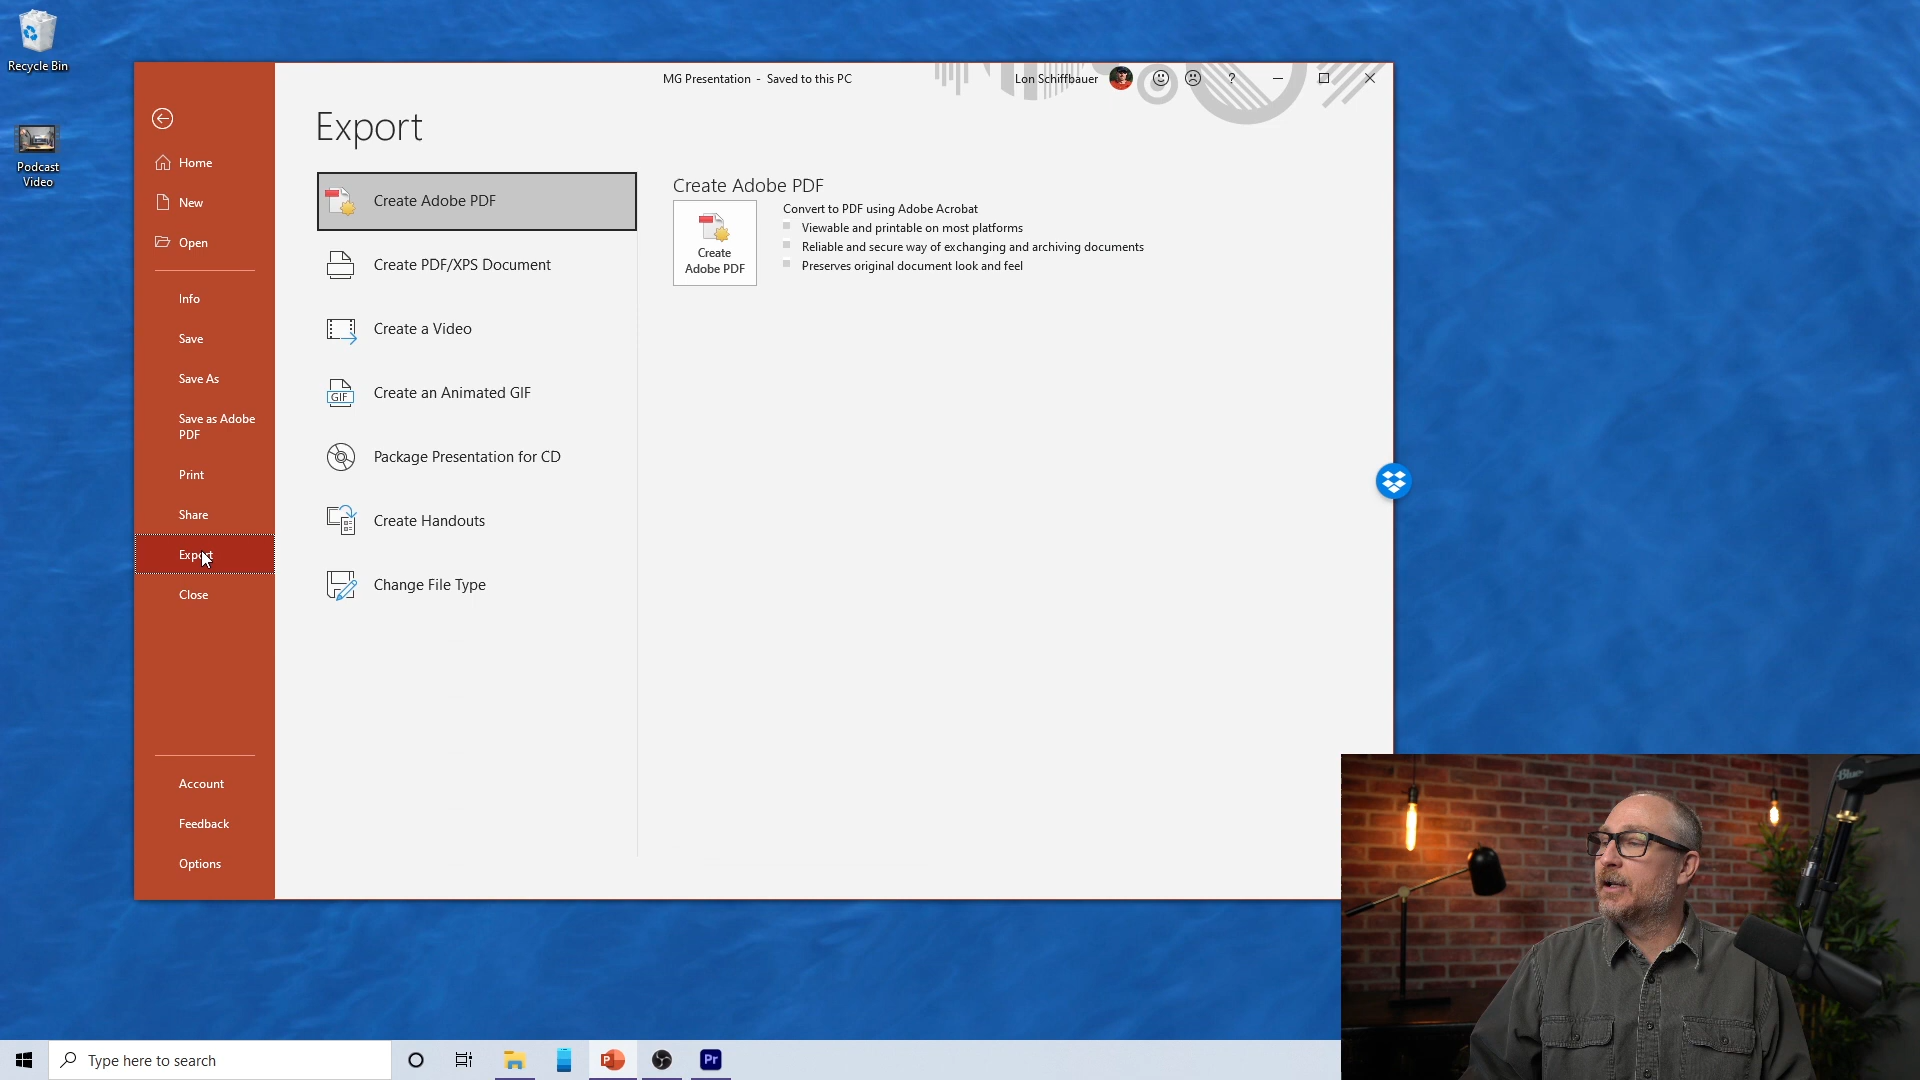 Recycle Bin
Podcast
Video
MG Presentation - Saved to this PC
Lon Schiffbauer
?
Home
New
Open
Info
Save
Save As
Save as Adobe
PDF
Print
Share
Export
Close
Account
Feedback
Options
Export
Create Adobe PDF
Create PDF/XPS Document
Create a Video
GIF
Create an Animated GIF
Package Presentation for CD
Create Handouts
Change File Type
Create Adobe PDF
Create
Adobe PDF
Convert to PDF using Adobe Acrobat
Viewable and printable on most platforms
Reliable and secure way of exchanging and archiving documents
Preserves original document look and feel
Blue
Type here to search
P
Pr